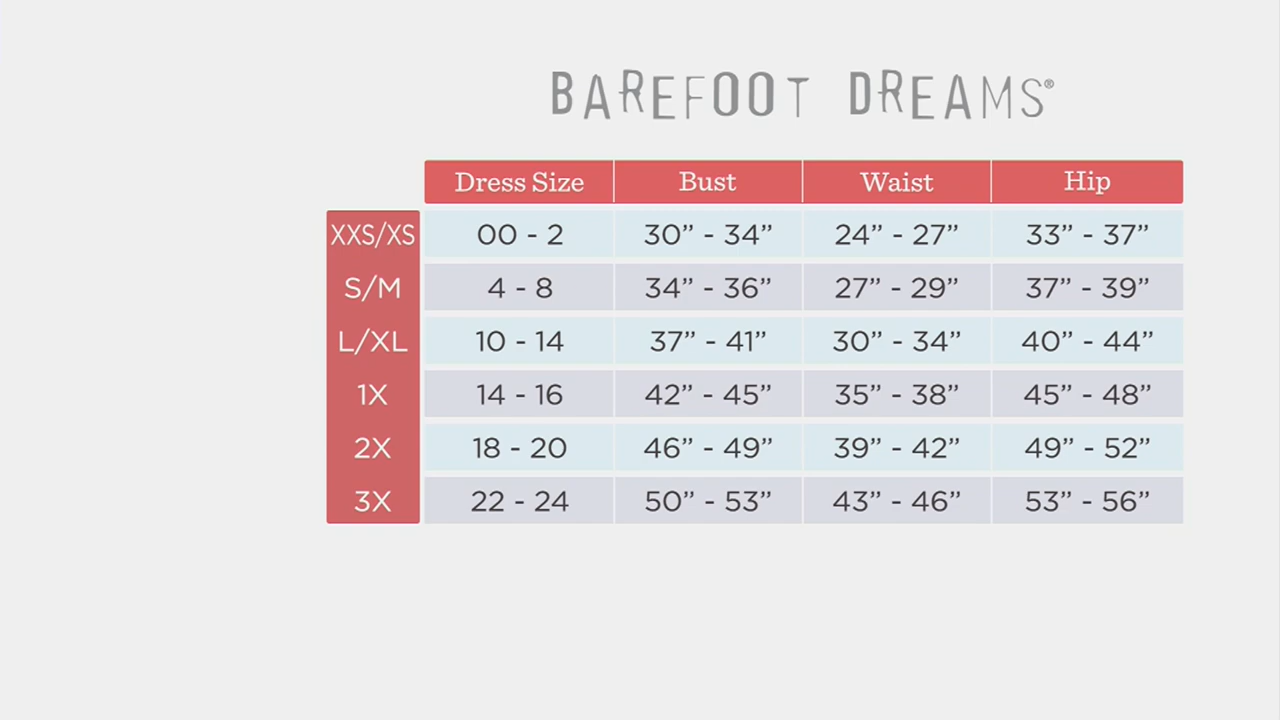 BAREFOOT DREAMS®
Dress Size Bust Waist Hip
XXS/XS 00 - 2 30” - 34” 24” - 27” 33” - 37”
S/M 4 - 8 34” - 36” 27” - 29” 37” - 39”
L/XL 10 - 14 37” - 41” 30” - 34” 40” - 44”
1X 14 - 16 42” - 45” 35” - 38” 45” - 48”
2X 18 - 20 46” - 49” 39” - 42” 49” - 52”
3X 22 - 24 50” - 53” 43” - 46” 53” - 56”